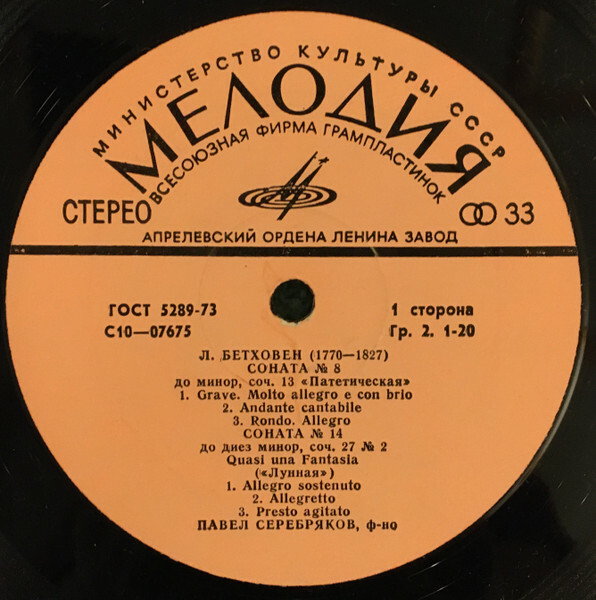 МИНИСТЕРСТВО КУЛЬТУРЫ СССР
МЕЛОДИЯ
ВСЕСОЮЗНАЯ ФИРМА ГРАМПЛАСТИНОК
СТЕРЕО
33
АПРЕЛЕВСКИЙ ОРДЕНА ЛЕНИНА ЗАВОД
ГОСТ 5289-73
1 сторона
С10—07675
Гр. 2. 1-20
Л. БЕТХОВЕН (1770—1827)
СОНАТА № 8
до минор, соч. 13 «Патетическая»
1. Grave. Molto allegro e con brio
2. Andante cantabile
3. Rondo. Allegro
СОНАТА № 14
до диез минор, соч. 27 № 2
Quasi una Fantasia
(«Лунная»)
1. Allegro sostenuto
2. Allegretto
3. Presto agitato
ПАВЕЛ СЕРЕБРЯКОВ, ф-но